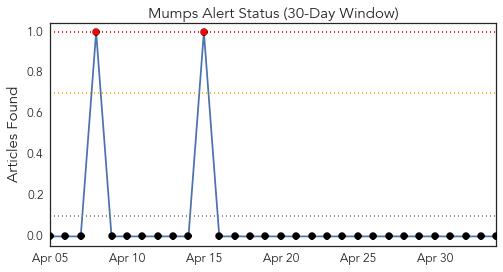 Mumps Alert Status (30-Day Window)
Articles Found
1.0
0.8
0.6
0.4
0.2
0.0
Apr 05 Apr 10 Apr 15 Apr 20 Apr 25 Apr 30